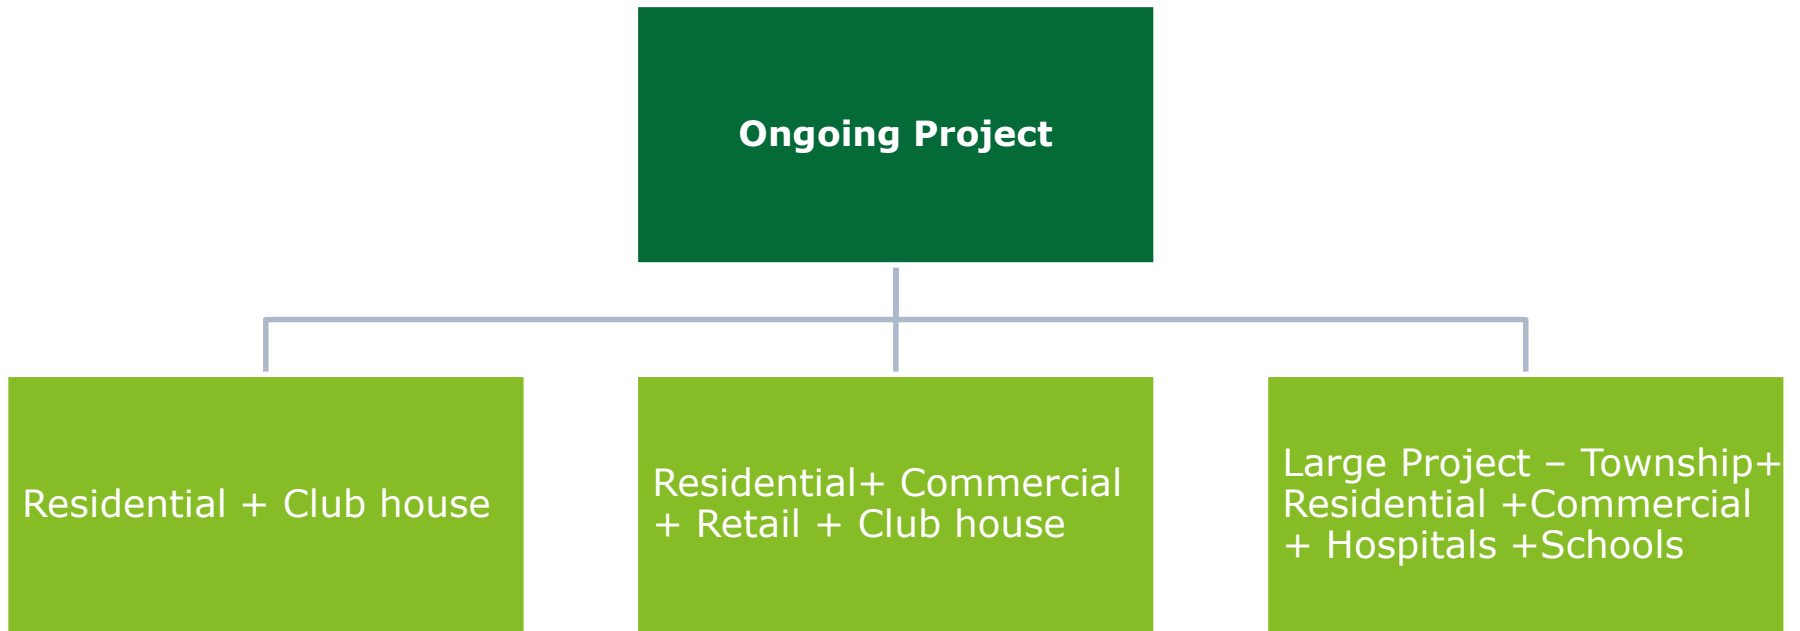 Ongoing Project
Residential + Club house
Residential+ Commercial
+ Retail + Club house
Large Project – Township+
Residential +Commercial
+ Hospitals +Schools